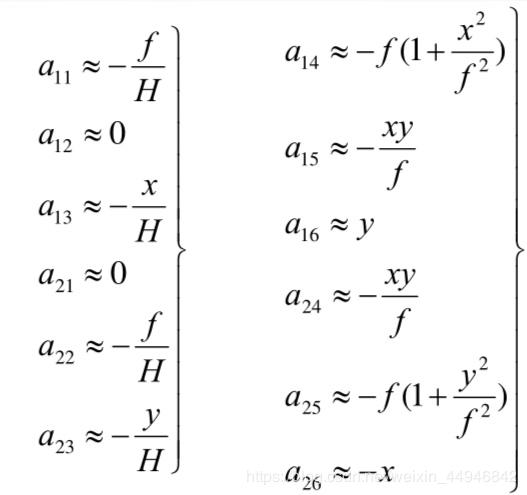 a₁₁ ≈ −f/H
a₁₂ ≈ 0
a₁₃ ≈ −x/H
a₂₁ ≈ 0
a₂₂ ≈ −f/H
a₂₃ ≈ −y/H
a₁₄ ≈ −f(1+x²/f²)
a₁₅ ≈ −xy/f
a₁₆ ≈ y
a₂₄ ≈ −xy/f
a₂₅ ≈ −f(1+y²/f²)
a₂₆ ≈ −x